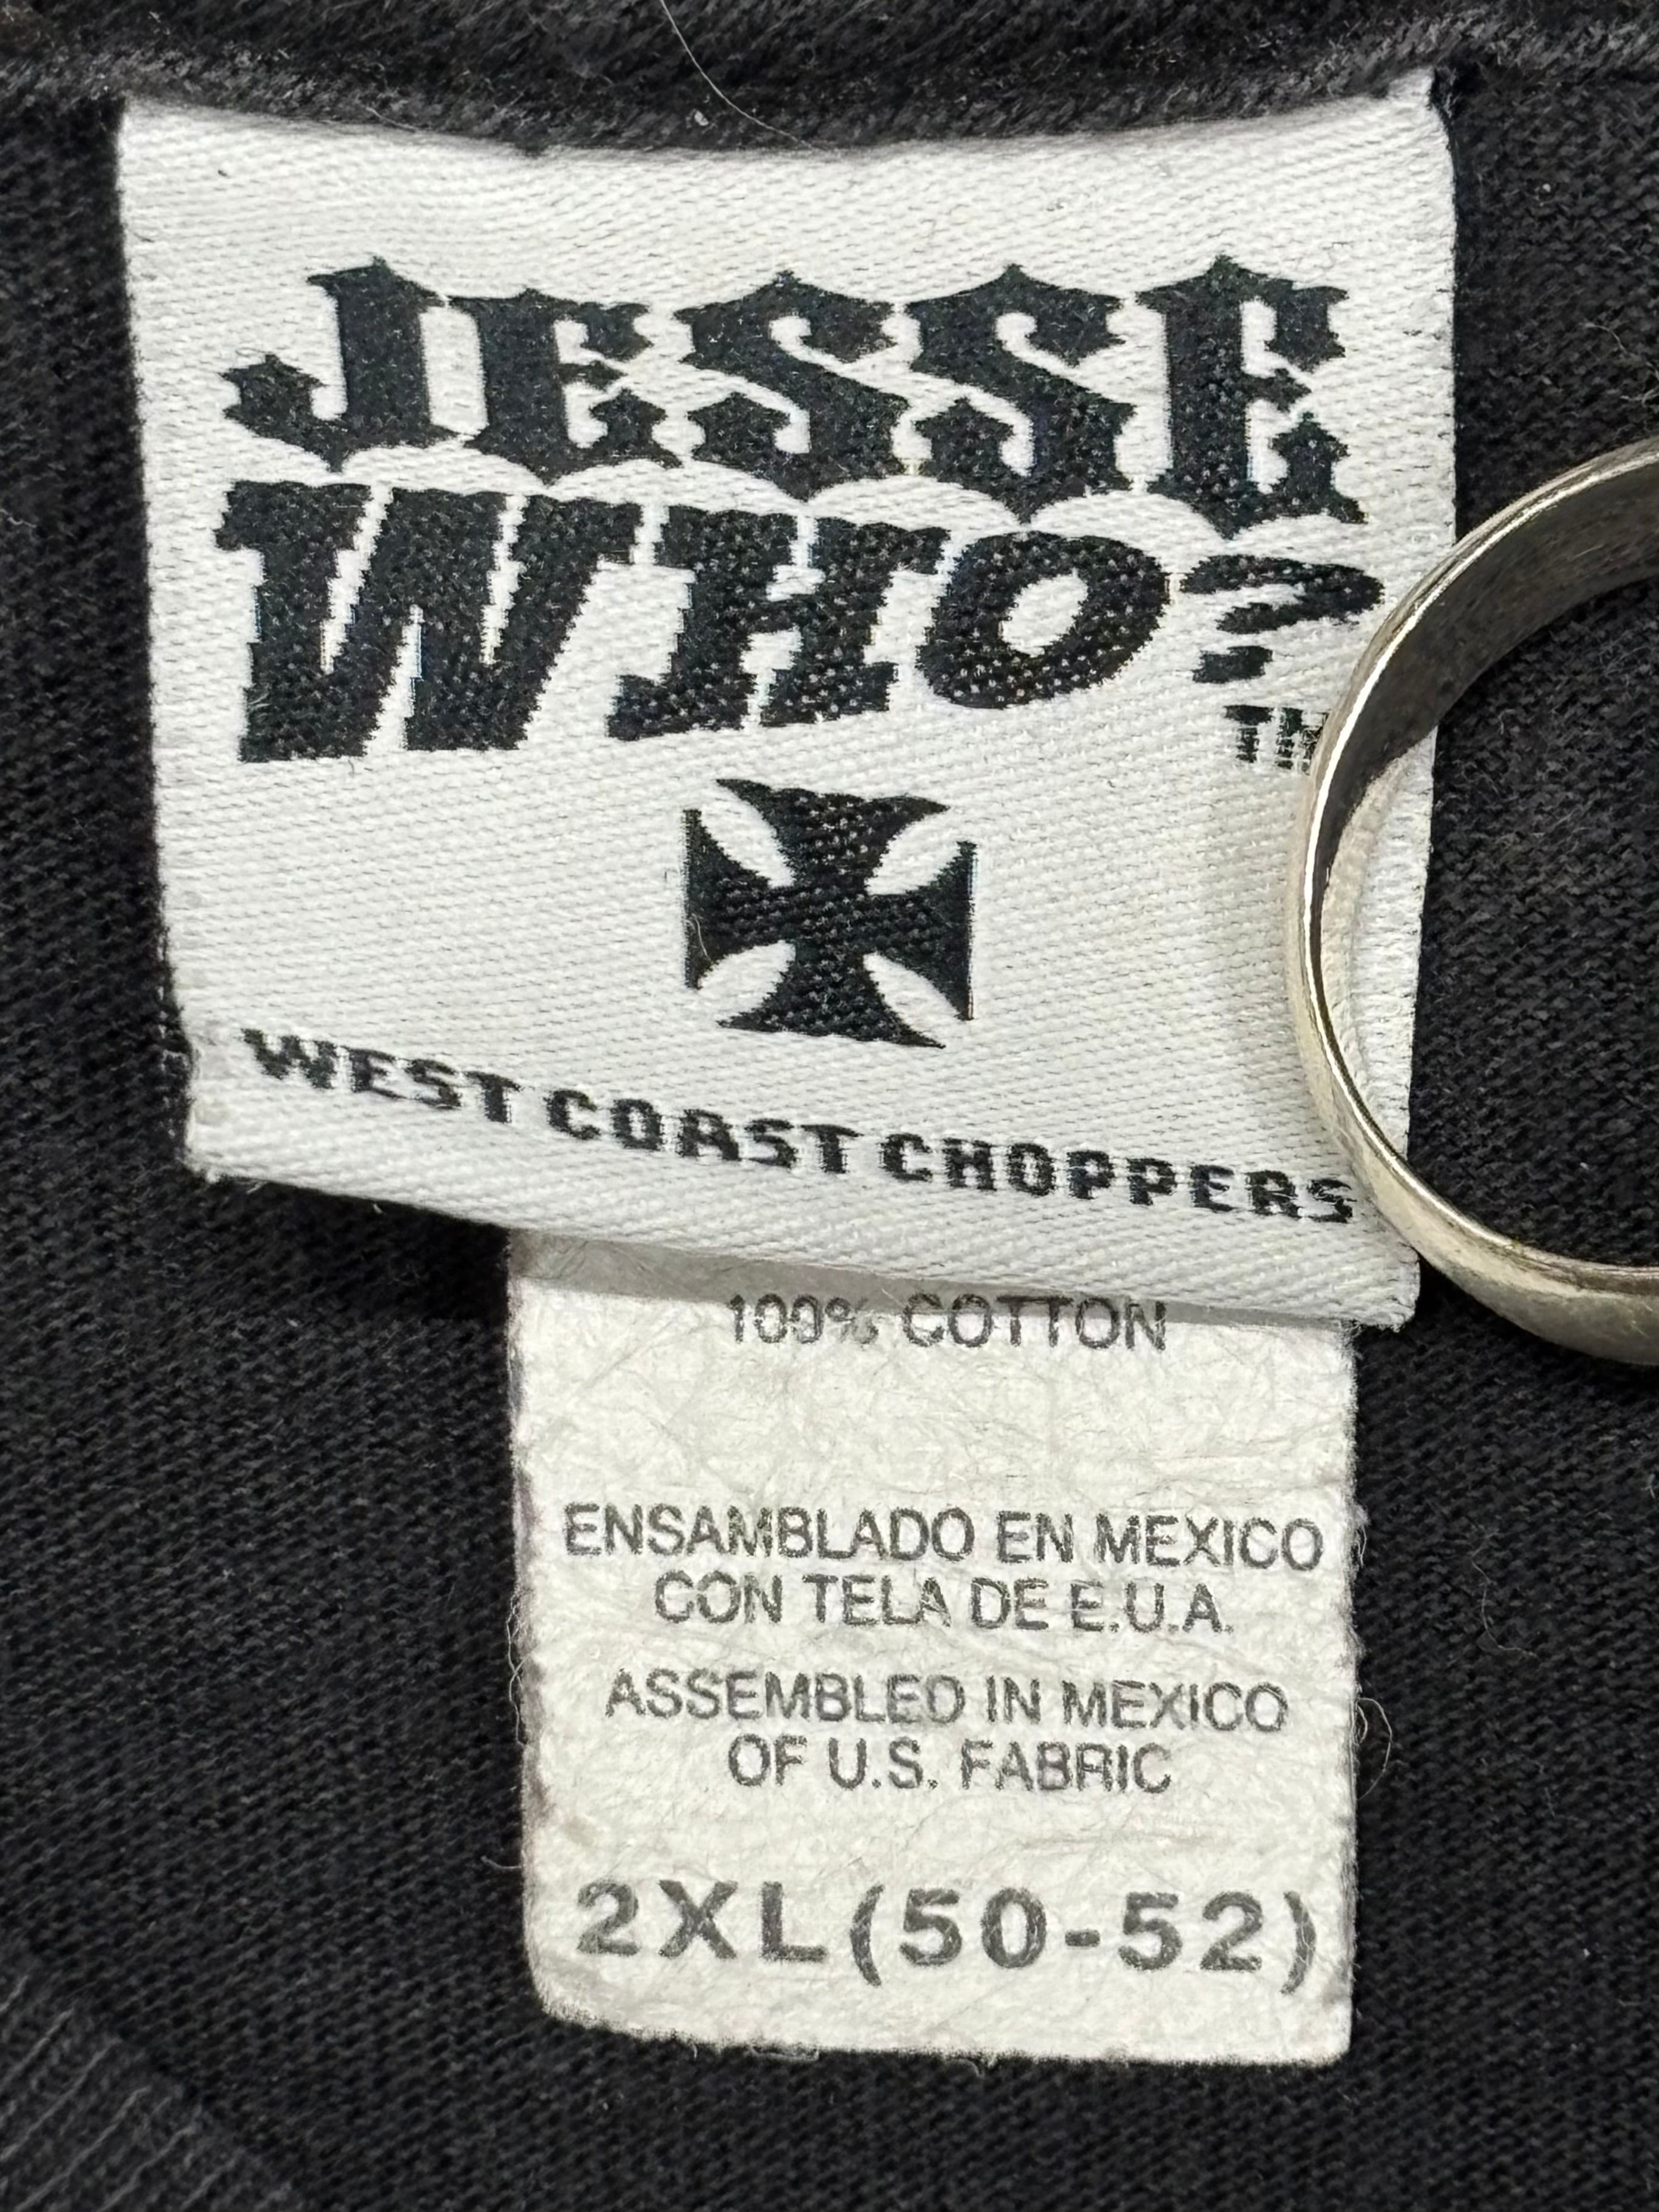 JESSE
WHO?
TM
WEST COAST CHOPPERS
100% COTTON
ENSAMBLADO EN MEXICO
CON TELA DE E.U.A.
ASSEMBLED IN MEXICO
OF U.S. FABRIC
2XL(50-52)